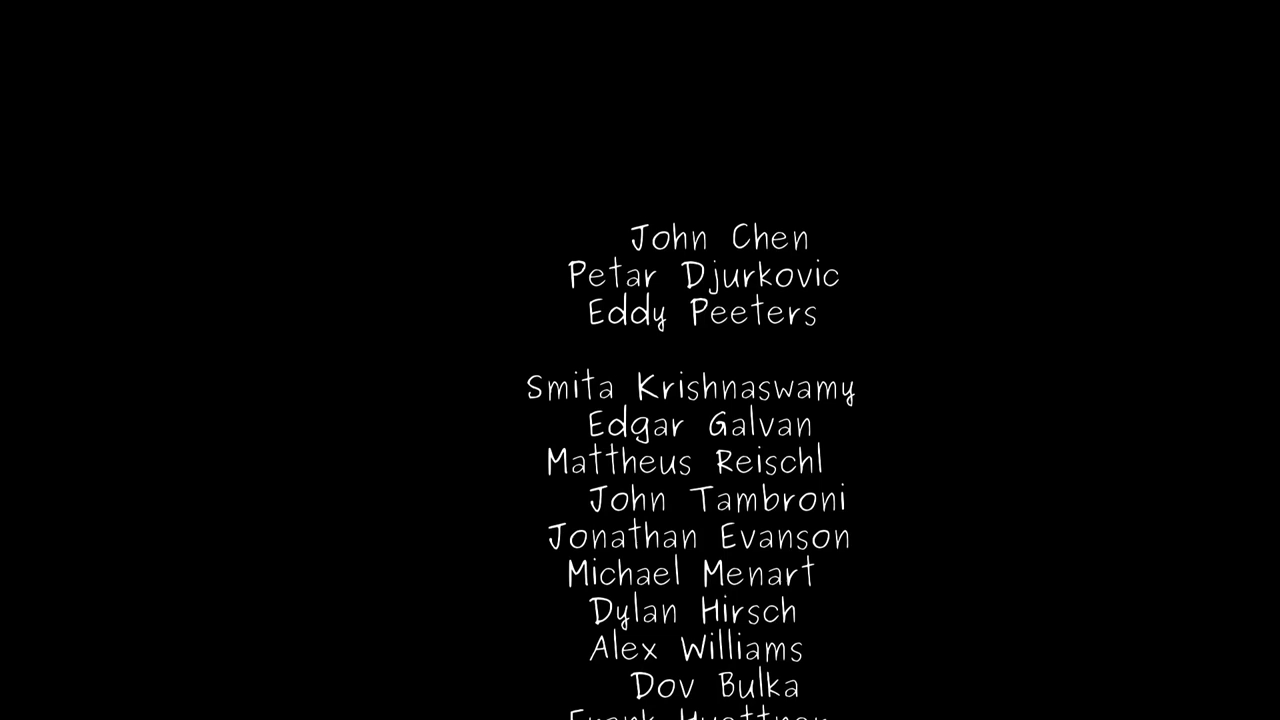 John Chen
Petar Djurkovic
Eddy Peeters
Smita Krishnaswamy
Edgar Galvan
Mattheus Reischl
John Tambroni
Jonathan Evanson
Michael Menart
Dylan Hirsch
Alex Williams
Dov Bulka
Frank